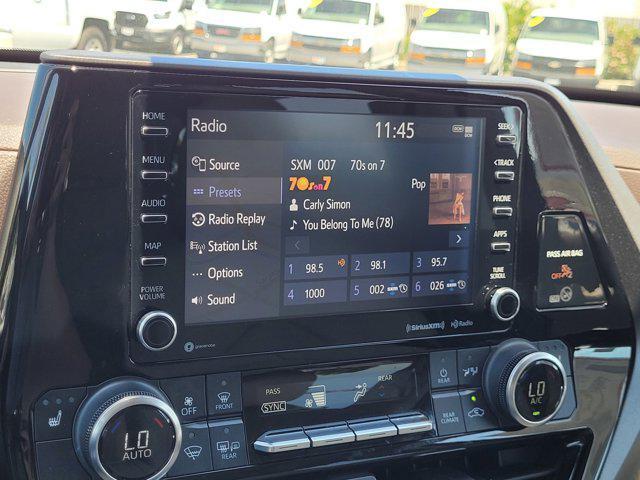 HOME
MENU
AUDIO
MAP
POWER
VOLUME
Radio
11:45
DCM
Source
Presets
Radio Replay
Station List
Options
Sound
SXM 007 70s on 7
70s on 7
Pop
Carly Simon
You Belong To Me (78)
1 98.5
2 98.1
3 95.7
4 1000
5 002
6 026
SEEK>
<TRACK
PHONE
APPS
TUNE
SCROLL
gracenote
SiriusXM
HD Radio
PASS AIR BAG
OFF
LO
AUTO
OFF
FRONT
REAR
PASS
SYNC
REAR
REAR
REAR
CLIMATE
LO
A/C